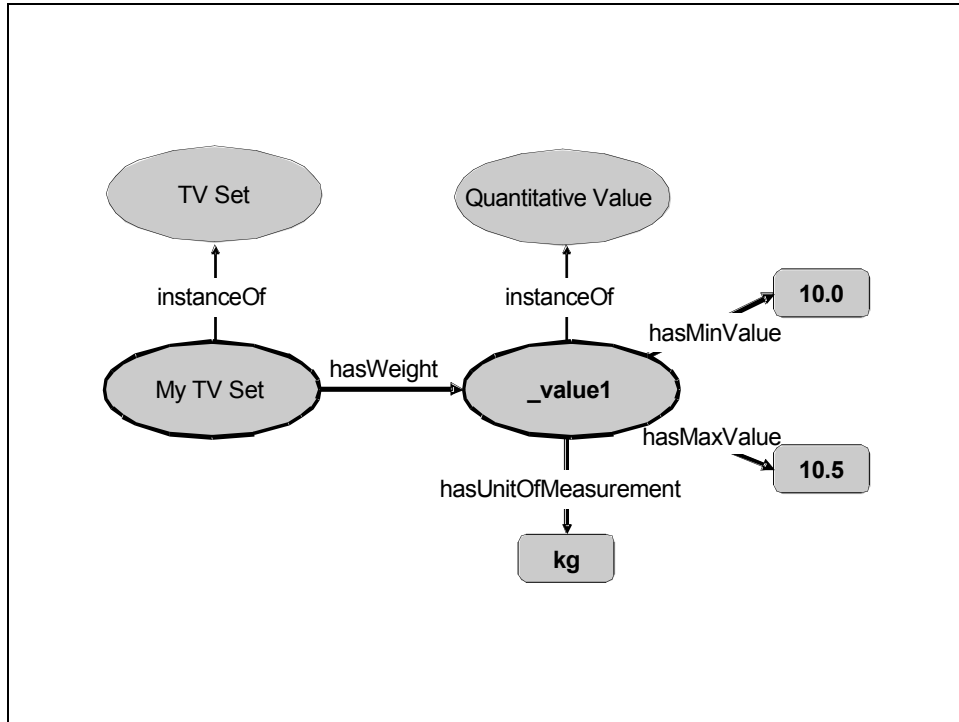 TV Set
Quantitative Value
instanceOf
instanceOf
10.0
hasMinValue
My TV Set
hasWeight
_value1
hasMaxValue
10.5
hasUnitOfMeasurement
kg